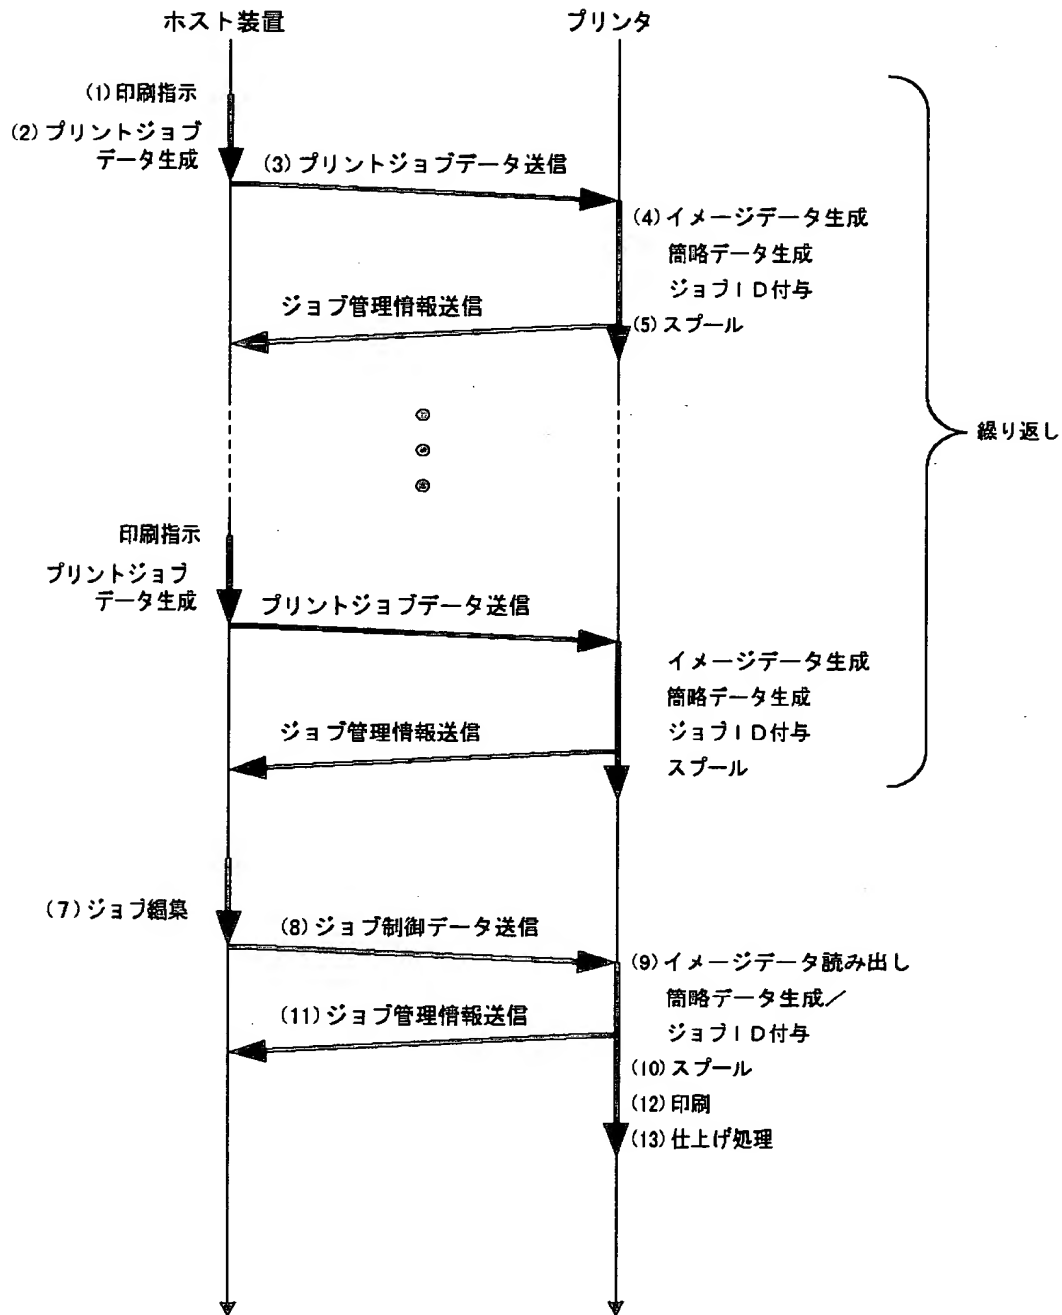 ホスト装置
プリンタ
(1)印刷指示
(2)プリントジョブ
データ生成
(3)プリントジョブデータ送信
(4)イメージデータ生成
簡略データ生成
ジョブID付与
ジョブ管理情報送信
(5)スプール
繰り返し
印刷指示
プリントジョブ
データ生成
プリントジョブデータ送信
イメージデータ生成
簡略データ生成
ジョブID付与
ジョブ管理情報送信
スプール
(7)ジョブ編集
(8)ジョブ制御データ送信
(9)イメージデータ読み出し
簡略データ生成/
(11)ジョブ管理情報送信
ジョブID付与
(10)スプール
(12)印刷
(13)仕上げ処理